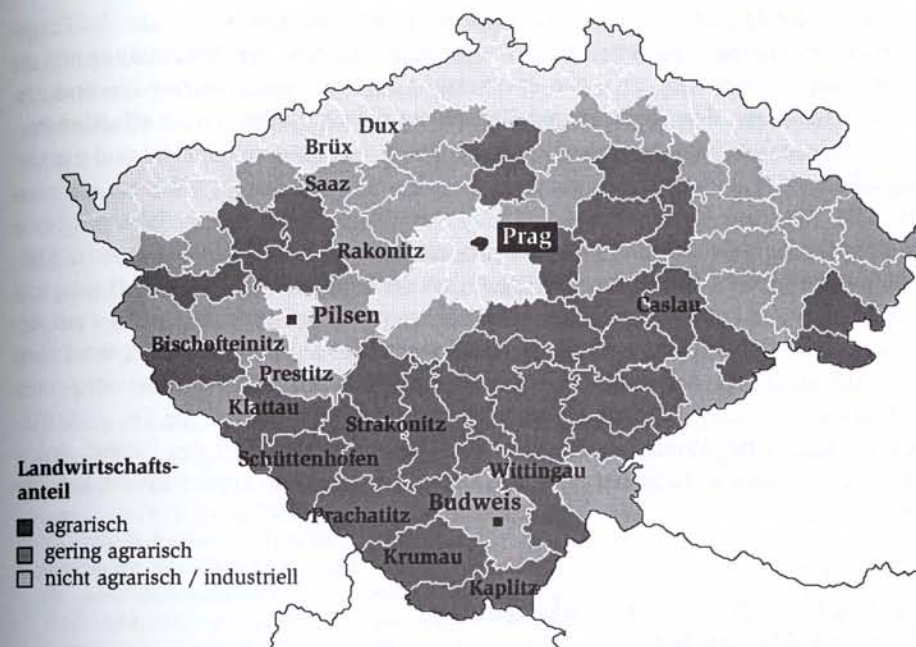 Dux
Brüx
Saaz
Prag
Rakonitz
Časlau
Pilsen
Bischofteinitz
Prestitz
Klattau
Strakonitz
Schüttenhofen
Wittingau
Budweis
Prachatitz
Krumau
Kaplitz
Landwirtschafts-
anteil
agrarisch
gering agrarisch
nicht agrarisch / industriell